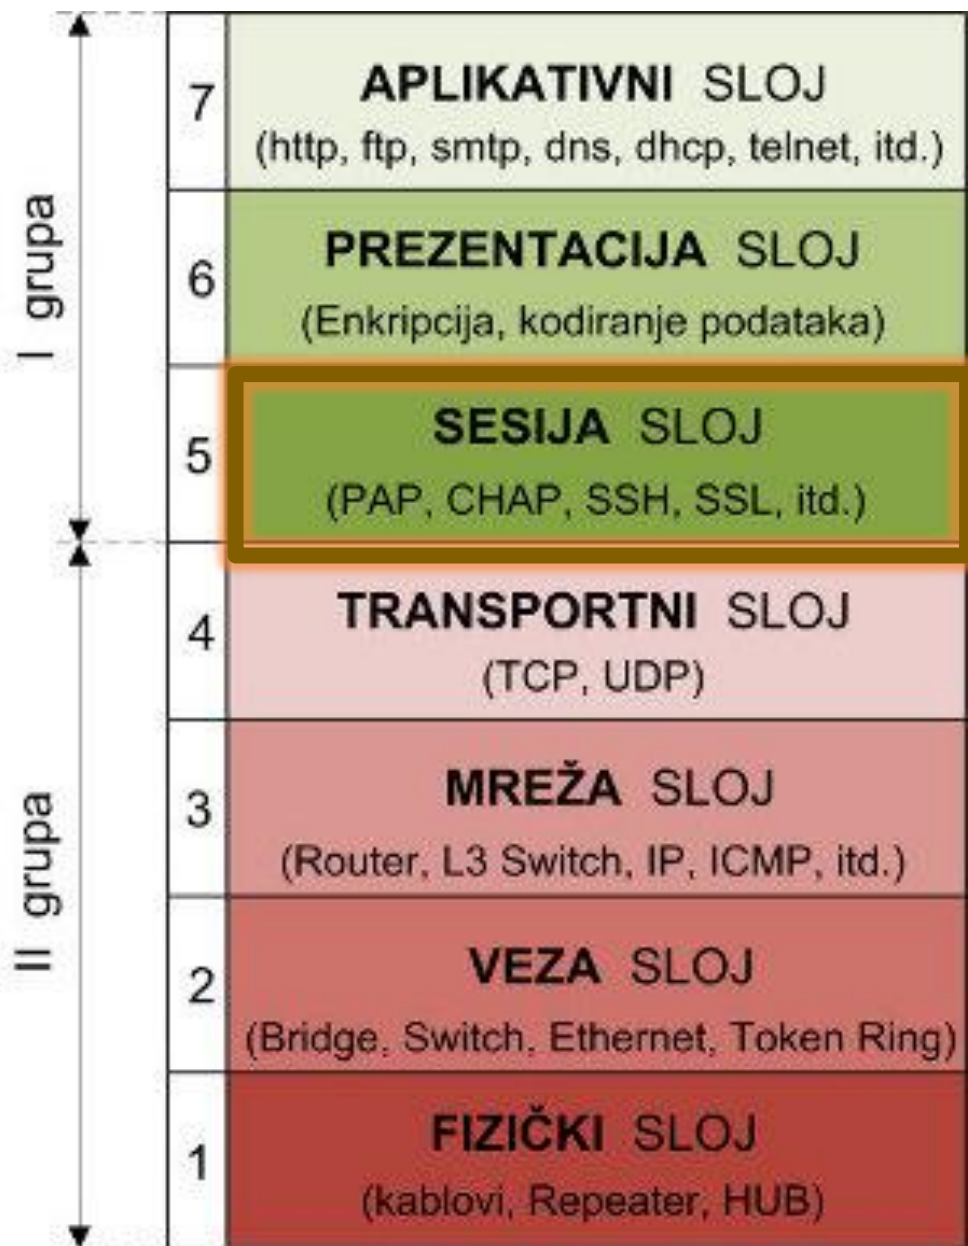 I grupa
7
APLIKATIVNI SLOJ
(http, ftp, smtp, dns, dhcp, telnet, itd.)
6
PREZENTACIJA SLOJ
(Enkripcija, kodiranje podataka)
5
SESIJA SLOJ
(PAP, CHAP, SSH, SSL, itd.)
II grupa
4
TRANSPORTNI SLOJ
(TCP, UDP)
3
MREŽA SLOJ
(Router, L3 Switch, IP, ICMP, itd.)
2
VEZA SLOJ
(Bridge, Switch, Ethernet, Token Ring)
1
FIZIČKI SLOJ
(kablovi, Repeater, HUB)